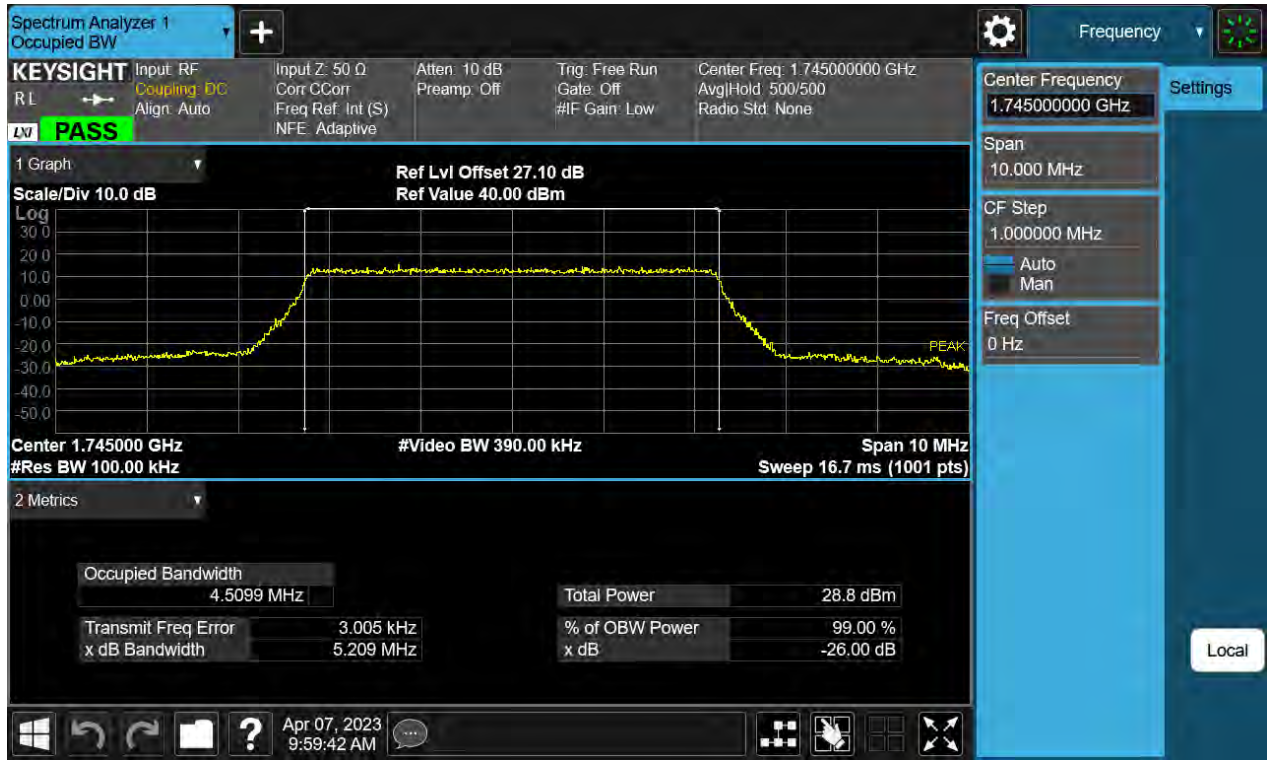 Spectrum Analyzer 1
Occupied BW
+
Frequency
KEYSIGHT
RL
LXI
PASS
Input: RF
Coupling: DC
Align: Auto
Input Z: 50 Ω
Corr CCorr
Freq Ref: Int (S)
NFE: Adaptive
Atten: 10 dB
Preamp: Off
Trig: Free Run
Gate: Off
#IF Gain: Low
Center Freq: 1.745000000 GHz
Avg|Hold: 500/500
Radio Std: None
1 Graph
Scale/Div 10.0 dB
Ref Lvl Offset 27.10 dB
Ref Value 40.00 dBm
Log
30.0
20.0
10.0
0.00
-10.0
-20.0
-30.0
-40.0
-50.0
PEAK
Center 1.745000 GHz
#Res BW 100.00 kHz
#Video BW 390.00 kHz
Span 10 MHz
Sweep 16.7 ms (1001 pts)
2 Metrics
Occupied Bandwidth
4.5099 MHz
Transmit Freq Error 3.005 kHz
x dB Bandwidth 5.209 MHz
Total Power 28.8 dBm
% of OBW Power 99.00 %
x dB -26.00 dB
Center Frequency
1.745000000 GHz
Settings
Span
10.000 MHz
CF Step
1.000000 MHz
Auto
Man
Freq Offset
0 Hz
Local
?
Apr 07, 2023
9:59:42 AM